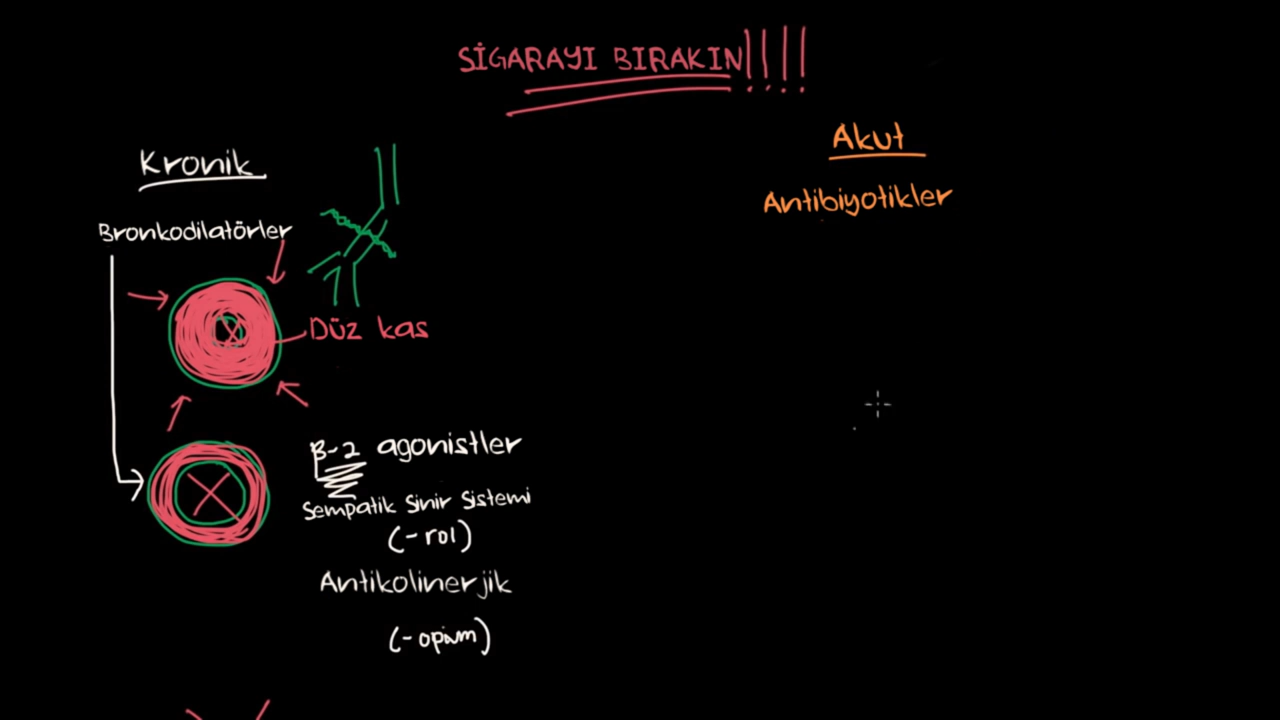 SİGARAYI BIRAKIN!!!!
Kronik
Bronkodilatörler
Düz kas
B-2 agonistler
Sempatik Sinir Sistemi
(-rol)
Antikolinerjik
(-opium)
Akut
Antibiyotikler